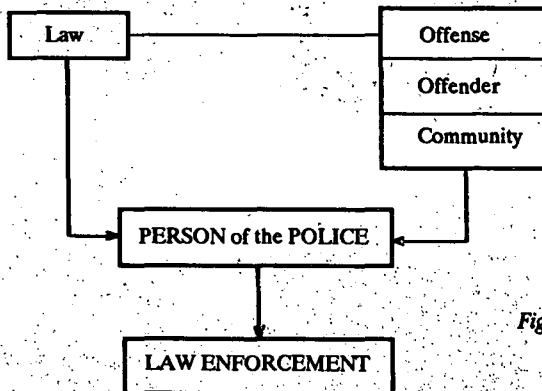 Law
Offense
Offender
Community
PERSON of the POLICE
Fig
LAW ENFORCEMENT